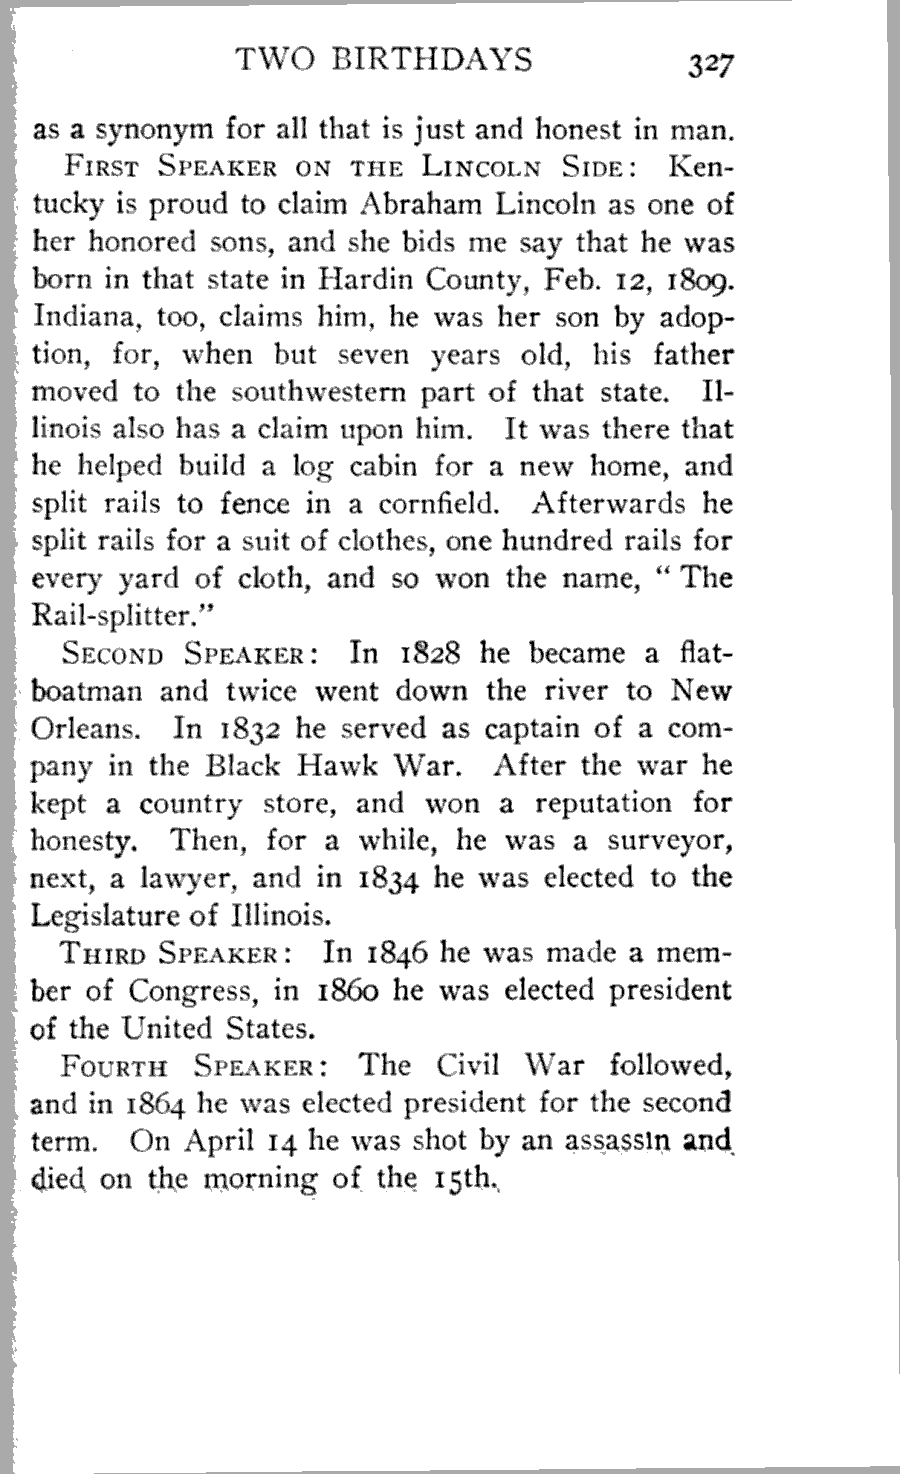 TWO BIRTHDAYS 327
as a synonym for all that is just and honest in man.
FIRST SPEAKER ON THE LINCOLN SIDE: Ken-
tucky is proud to claim Abraham Lincoln as one of
her honored sons, and she bids me say that he was
born in that state in Hardin County, Feb. 12, 1809.
Indiana, too, claims him, he was her son by adop-
tion, for, when but seven years old, his father
moved to the southwestern part of that state. Il-
linois also has a claim upon him. It was there that
he helped build a log cabin for a new home, and
split rails to fence in a cornfield. Afterwards he
split rails for a suit of clothes, one hundred rails for
every yard of cloth, and so won the name, “ The
Rail-splitter.”
SECOND SPEAKER: In 1828 he became a flat-
boatman and twice went down the river to New
Orleans. In 1832 he served as captain of a com-
pany in the Black Hawk War. After the war he
kept a country store, and won a reputation for
honesty. Then, for a while, he was a surveyor,
next, a lawyer, and in 1834 he was elected to the
Legislature of Illinois.
THIRD SPEAKER: In 1846 he was made a mem-
ber of Congress, in 1860 he was elected president
of the United States.
FOURTH SPEAKER: The Civil War followed,
and in 1864 he was elected president for the second
term. On April 14 he was shot by an assassin and
died on the morning of the 15th.